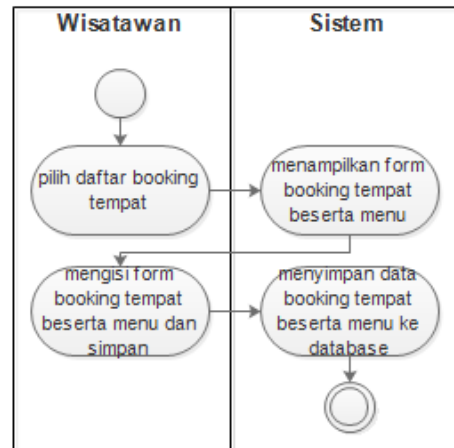 Wisatawan
Sistem
pilih daftar booking
tempat
menampilkan form
booking tempat
beserta menu
mengisi form
booking tempat
beserta menu dan
simpan
menyimpan data
booking tempat
beserta menu ke
database